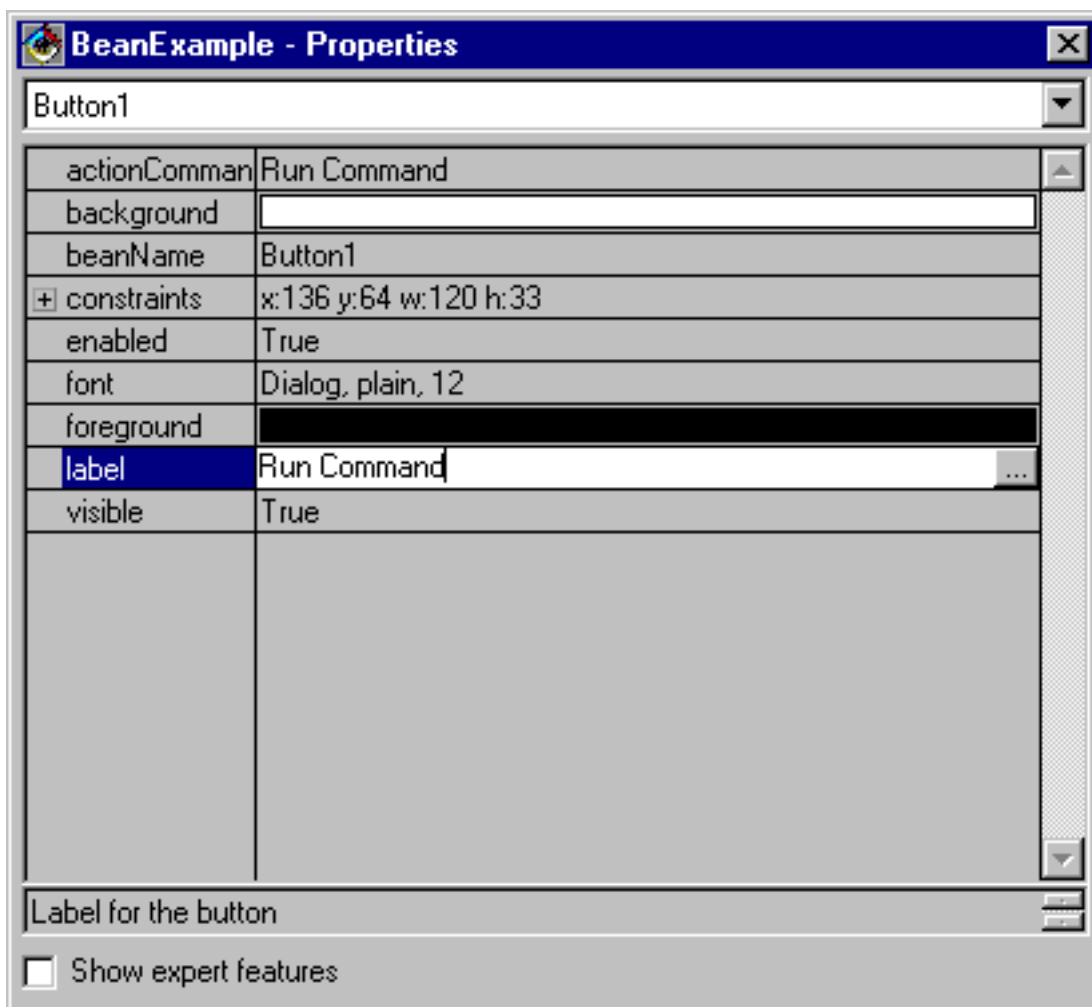 BeanExample - Properties
Button1
actionComman Run Command
background
beanName Button1
constraints x:136 y:64 w:120 h:33
enabled True
font Dialog, plain, 12
foreground
label Run Command ...
visible True
Label for the button
Show expert features